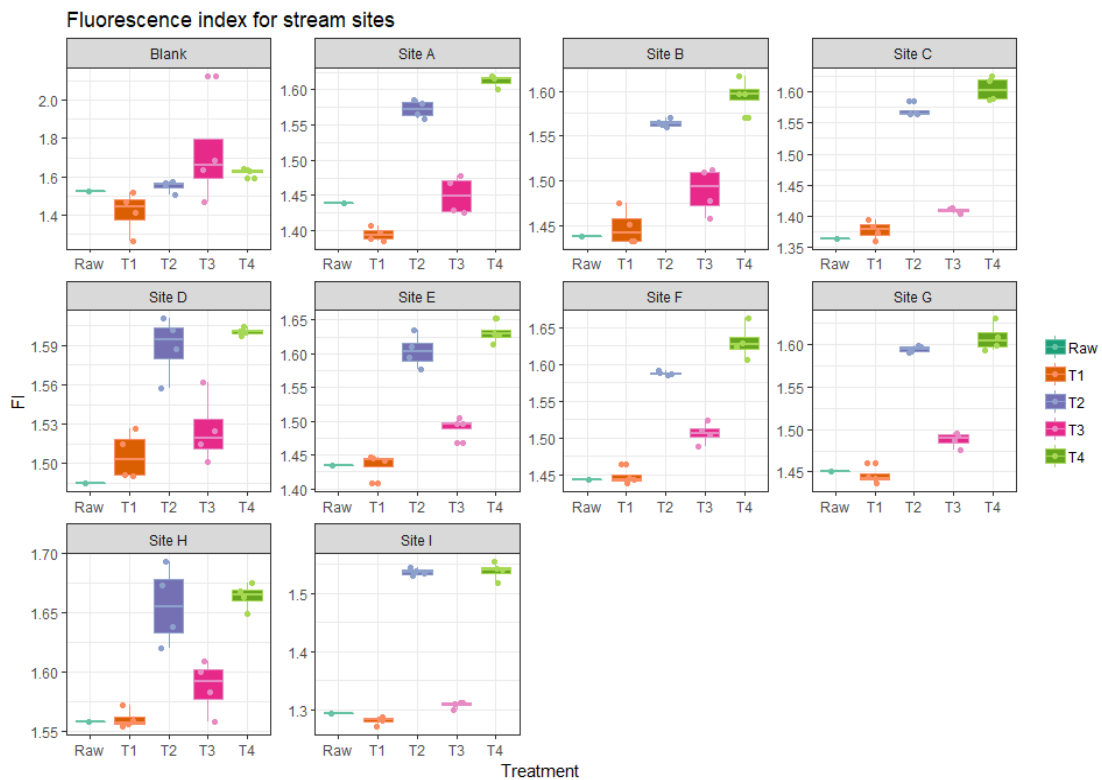 Fluorescence index for stream sites
Blank
Site A
Site B
Site C
2.0
1.8
1.6
1.4
1.60
1.55
1.50
1.45
1.40
1.60
1.55
1.50
1.45
1.60
1.55
1.50
1.45
1.40
1.35
Raw T1 T2 T3 T4
Raw T1 T2 T3 T4
Raw T1 T2 T3 T4
Raw T1 T2 T3 T4
Site D
Site E
Site F
Site G
1.59
1.56
1.53
1.50
1.65
1.60
1.55
1.50
1.45
1.40
1.65
1.60
1.55
1.50
1.45
1.60
1.55
1.50
1.45
Raw T1 T2 T3 T4
Raw T1 T2 T3 T4
Raw T1 T2 T3 T4
Raw T1 T2 T3 T4
Site H
Site I
1.70
1.65
1.60
1.55
1.5
1.4
1.3
Raw T1 T2 T3 T4
Raw T1 T2 T3 T4
FI
Treatment
Raw
T1
T2
T3
T4